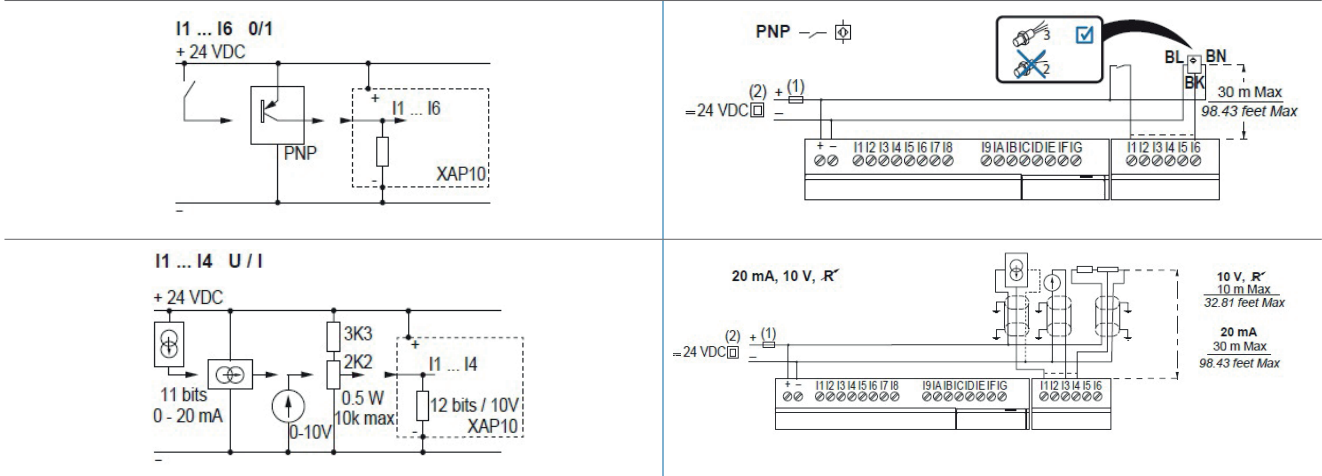 I1 ... I6 0/1
+ 24 VDC
+
I1 ... I6
PNP
-
XAP10
–
PNP
3
2
BL
BN
BK
(2) + (1)
= 24 VDC
–
30 m Max
98.43 feet Max
+ – I1 I2 I3 I4 I5 I6 I7 I8 I9 IA IB IC ID IE IF IG I1 I2 I3 I4 I5 I6
I1 ... I4 U / I
+ 24 VDC
3K3
+
2K2
I1 ... I4
11 bits
0 - 20 mA
0.5 W
10k max
0-10V
12 bits / 10V
-
XAP10
–
20 mA, 10 V, R
10 V, R
10 m Max
32.81 feet Max
20 mA
30 m Max
98.43 feet Max
(2) + (1)
= 24 VDC
–
+ – I1 I2 I3 I4 I5 I6 I7 I8 I9 IA IB IC ID IE IF IG I1 I2 I3 I4 I5 I6